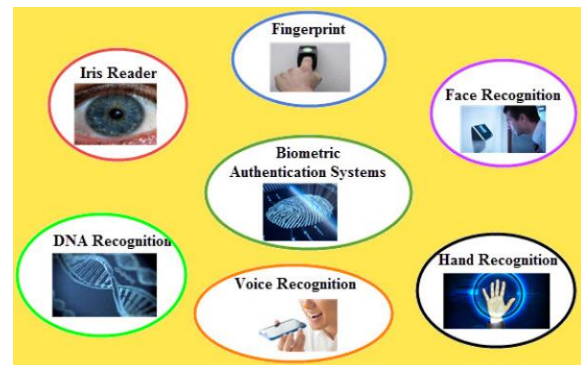 Fingerprint
Iris Reader
Face Recognition
Biometric
Authentication Systems
DNA Recognition
Hand Recognition
Voice Recognition